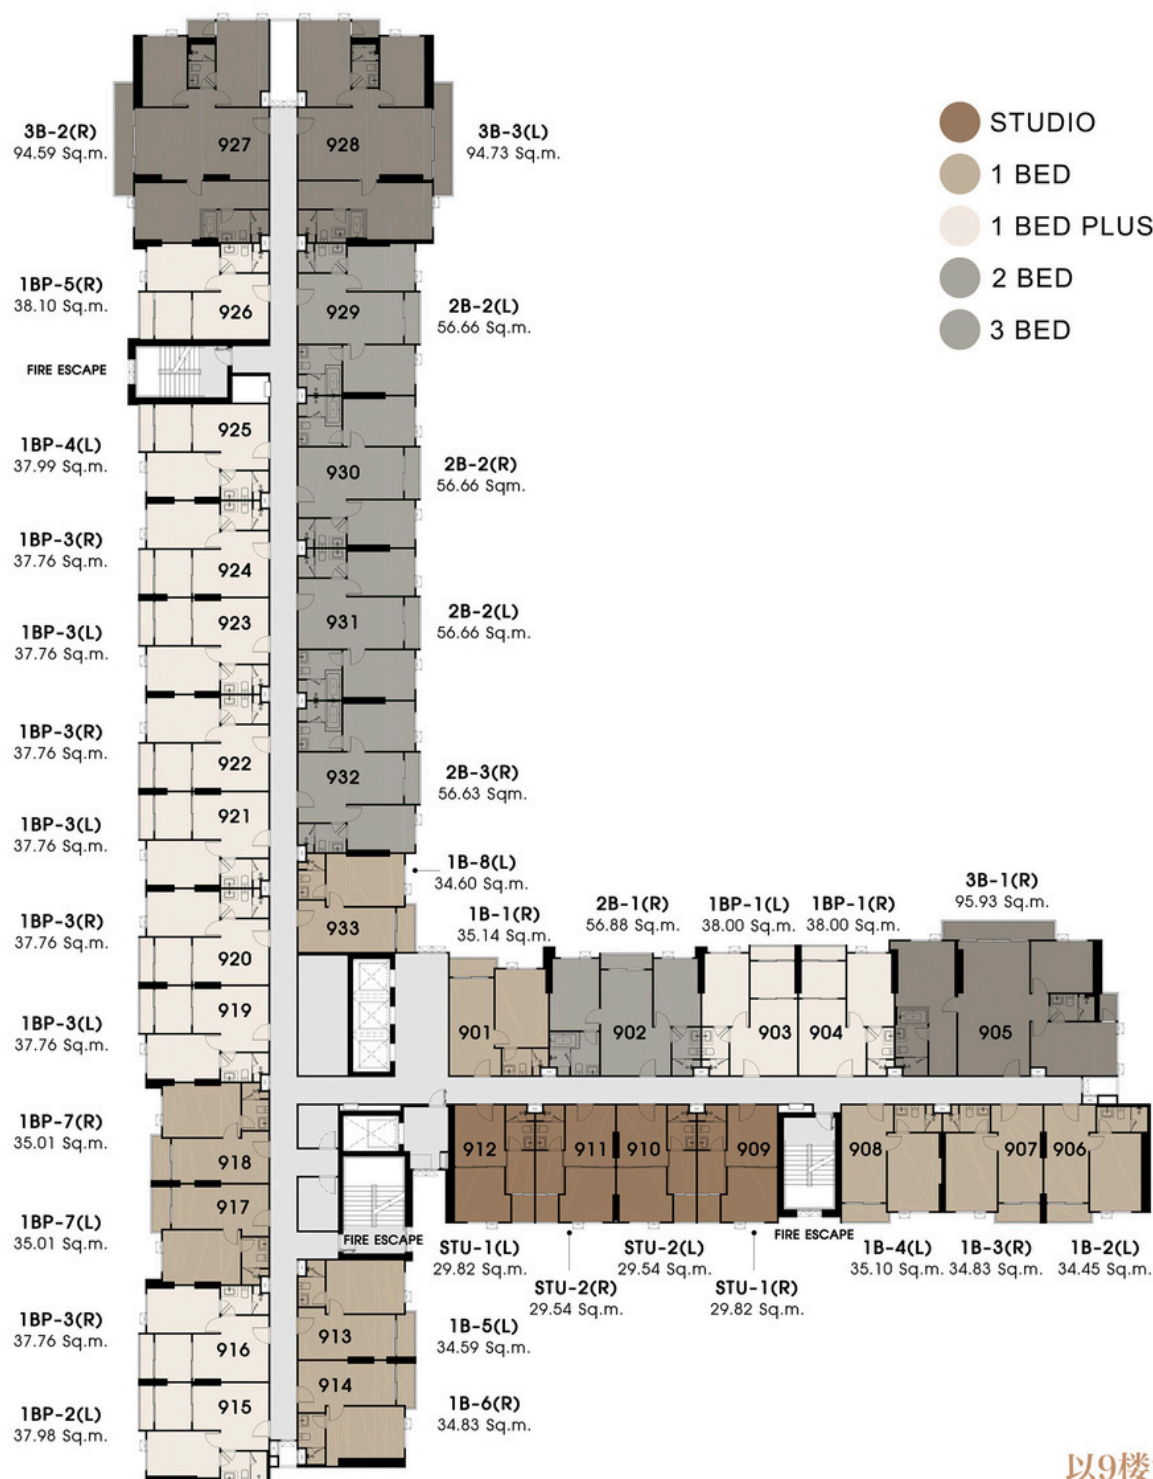 STUDIO
1 BED
1 BED PLUS
2 BED
3 BED
3B-2(R)
94.59 Sq.m.
927
928
3B-3(L)
94.73 Sq.m.
1BP-5(R)
38.10 Sq.m.
926
929
2B-2(L)
56.66 Sq.m.
FIRE ESCAPE
1BP-4(L)
37.99 Sq.m.
925
930
2B-2(R)
56.66 Sqm.
1BP-3(R)
37.76 Sq.m.
924
1BP-3(L)
37.76 Sq.m.
923
931
2B-2(L)
56.66 Sq.m.
1BP-3(R)
37.76 Sq.m.
922
932
2B-3(R)
56.63 Sqm.
1BP-3(L)
37.76 Sq.m.
921
1B-8(L)
34.60 Sq.m.
933
1BP-3(R)
37.76 Sq.m.
920
1B-1(R)
35.14 Sq.m.
2B-1(R)
56.88 Sq.m.
1BP-1(L)
38.00 Sq.m.
1BP-1(R)
38.00 Sq.m.
3B-1(R)
95.93 Sq.m.
1BP-3(L)
37.76 Sq.m.
919
901
902
903
904
905
1BP-7(R)
35.01 Sq.m.
918
912
911
910
909
908
907
906
1BP-7(L)
35.01 Sq.m.
917
FIRE ESCAPE
FIRE ESCAPE
STU-1(L)
29.82 Sq.m.
STU-2(R)
29.54 Sq.m.
STU-2(L)
29.54 Sq.m.
STU-1(R)
29.82 Sq.m.
1B-4(L)
35.10 Sq.m.
1B-3(R)
34.83 Sq.m.
1B-2(L)
34.45 Sq.m.
1BP-3(R)
37.76 Sq.m.
916
913
1B-5(L)
34.59 Sq.m.
1BP-2(L)
37.98 Sq.m.
915
914
1B-6(R)
34.83 Sq.m.
以9楼